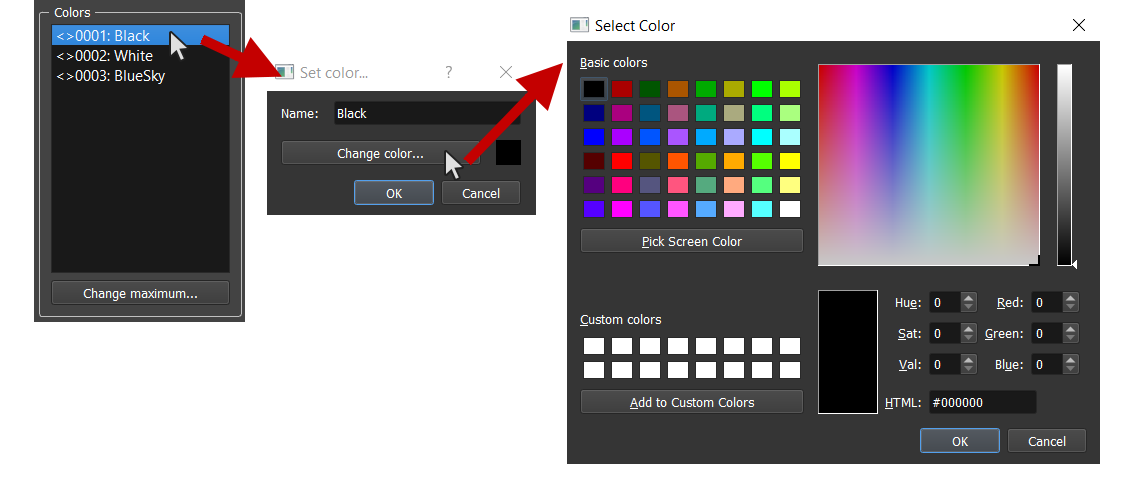 Colors
<>0001: Black
<>0002: White
<>0003: BlueSky
Change maximum...
Set color...
?
Name:
Black
Change color...
OK
Cancel
Select Color
Basic colors
Pick Screen Color
Custom colors
Add to Custom Colors
Hue: 0
Red: 0
Sat: 0
Green: 0
Val: 0
Blue: 0
HTML: #000000
OK
Cancel